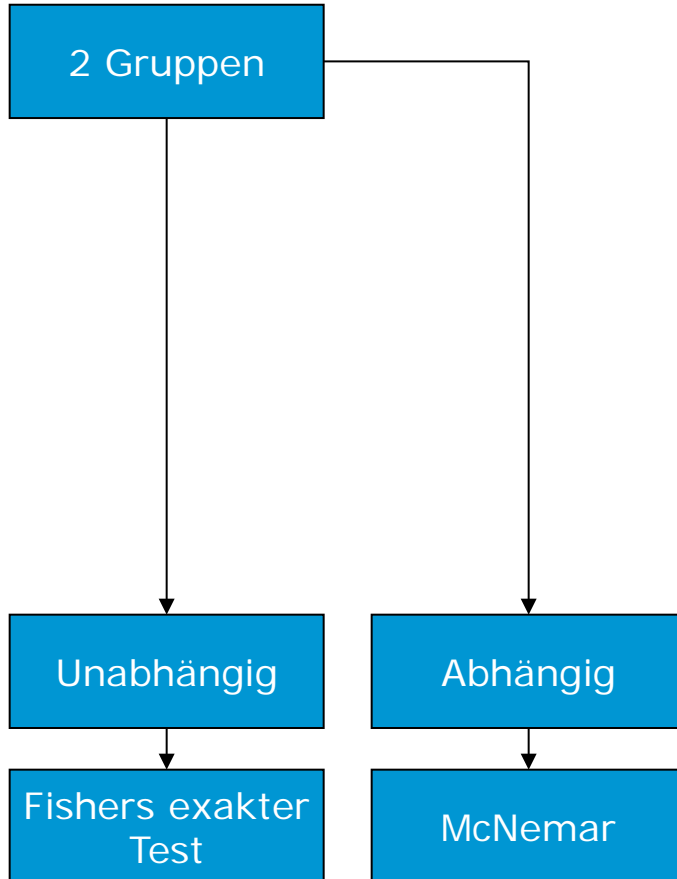 2 Gruppen
Unabhängig
Abhängig
Fishers exakter
Test
McNemar